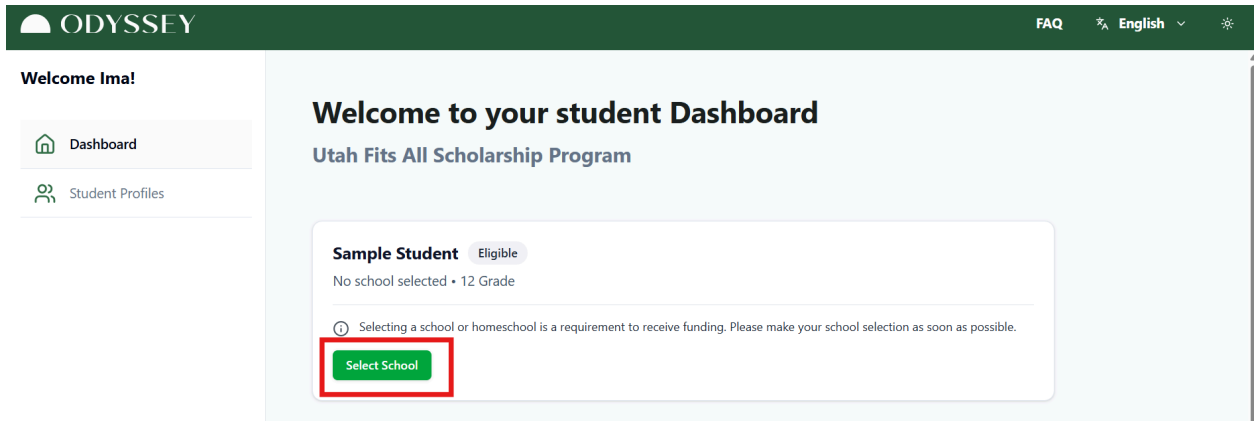 ODYSSEY
FAQ
English
Welcome Ima!
Dashboard
Student Profiles
Welcome to your student Dashboard
Utah Fits All Scholarship Program
Sample Student Eligible
No school selected • 12 Grade
Selecting a school or homeschool is a requirement to receive funding. Please make your school selection as soon as possible.
Select School